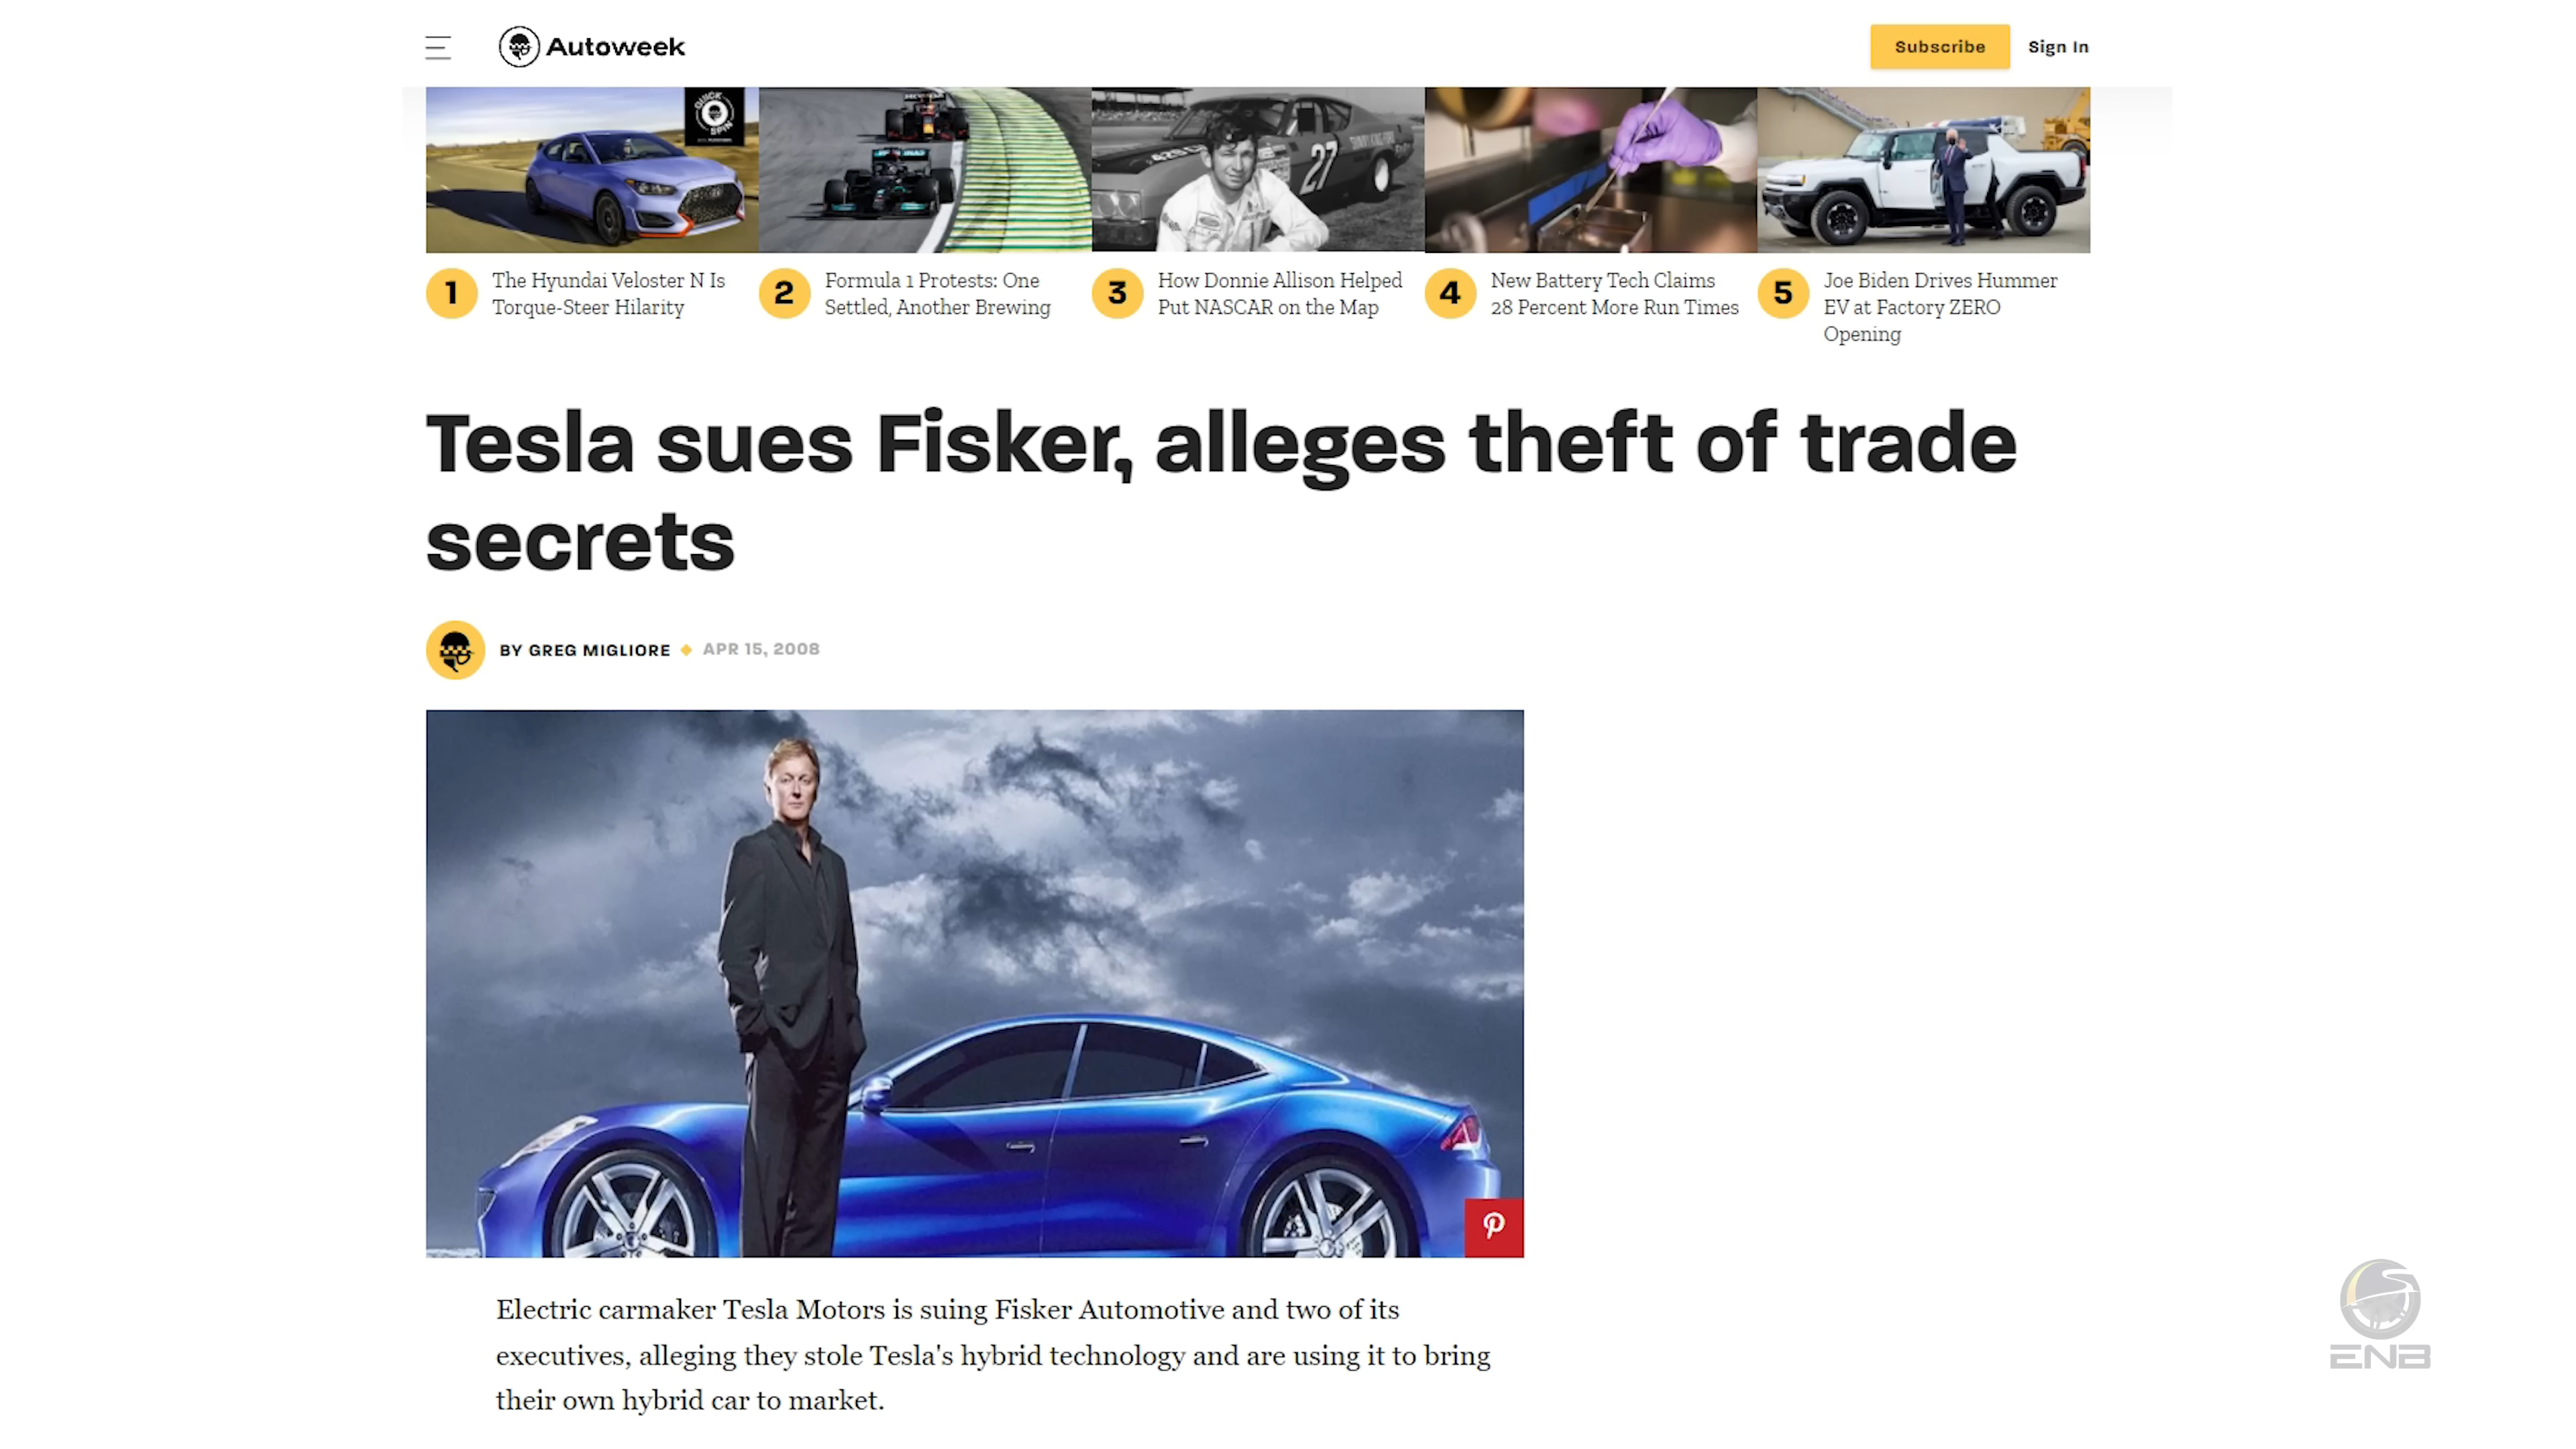 Autoweek
Subscribe
Sign In
QUICK
SPIN
27
1
The Hyundai Veloster N Is
Torque-Steer Hilarity
2
Formula 1 Protests: One
Settled, Another Brewing
3
How Donnie Allison Helped
Put NASCAR on the Map
4
New Battery Tech Claims
28 Percent More Run Times
5
Joe Biden Drives Hummer
EV at Factory ZERO
Opening
Tesla sues Fisker, alleges theft of trade
secrets
BY GREG MIGLIORE ◆ APR 15, 2008
Electric carmaker Tesla Motors is suing Fisker Automotive and two of its
executives, alleging they stole Tesla's hybrid technology and are using it to bring
their own hybrid car to market.
ENB